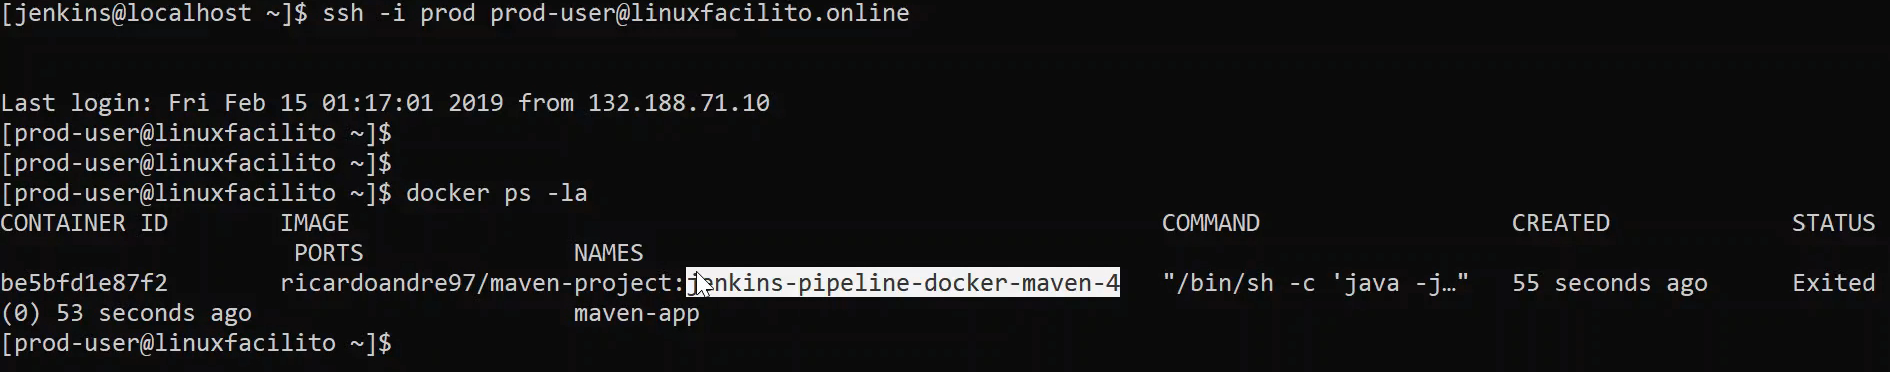 [jenkins@localhost ~]$ ssh -i prod prod-user@linuxfacilito.online
Last login: Fri Feb 15 01:17:01 2019 from 132.188.71.10
[prod-user@linuxfacilito ~]$
[prod-user@linuxfacilito ~]$
[prod-user@linuxfacilito ~]$ docker ps -la
CONTAINER ID        IMAGE                                                          COMMAND                  CREATED             STATUS
                     PORTS               NAMES
be5bfd1e87f2        ricardoandre97/maven-project:jenkins-pipeline-docker-maven-4   "/bin/sh -c 'java -j…"   55 seconds ago      Exited
(0) 53 seconds ago                       maven-app
[prod-user@linuxfacilito ~]$